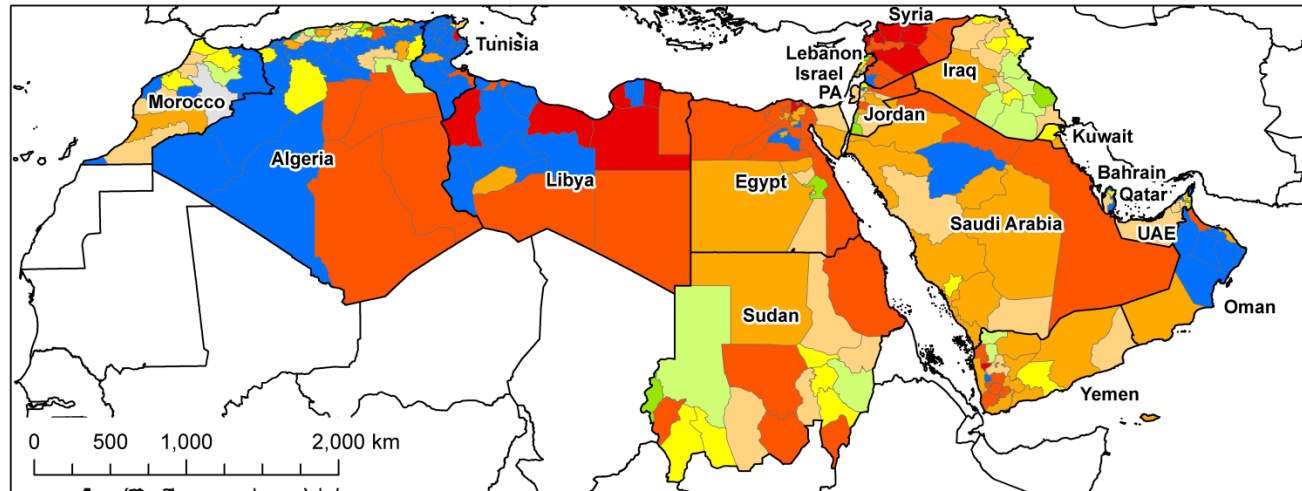 Syria
Tunisia
Lebanon
Israel
PA
Iraq
Morocco
Jordan
Kuwait
Algeria
Libya
Egypt
Bahrain
Qatar
Saudi Arabia
UAE
Oman
Sudan
Yemen
0 500 1,000 2,000 km